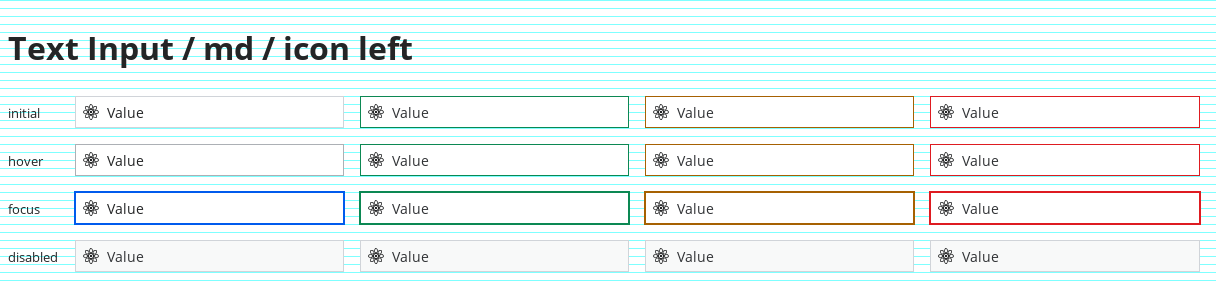 Text Input / md / icon left
initial Value Value Value Value
hover Value Value Value Value
focus Value Value Value Value
disabled Value Value Value Value